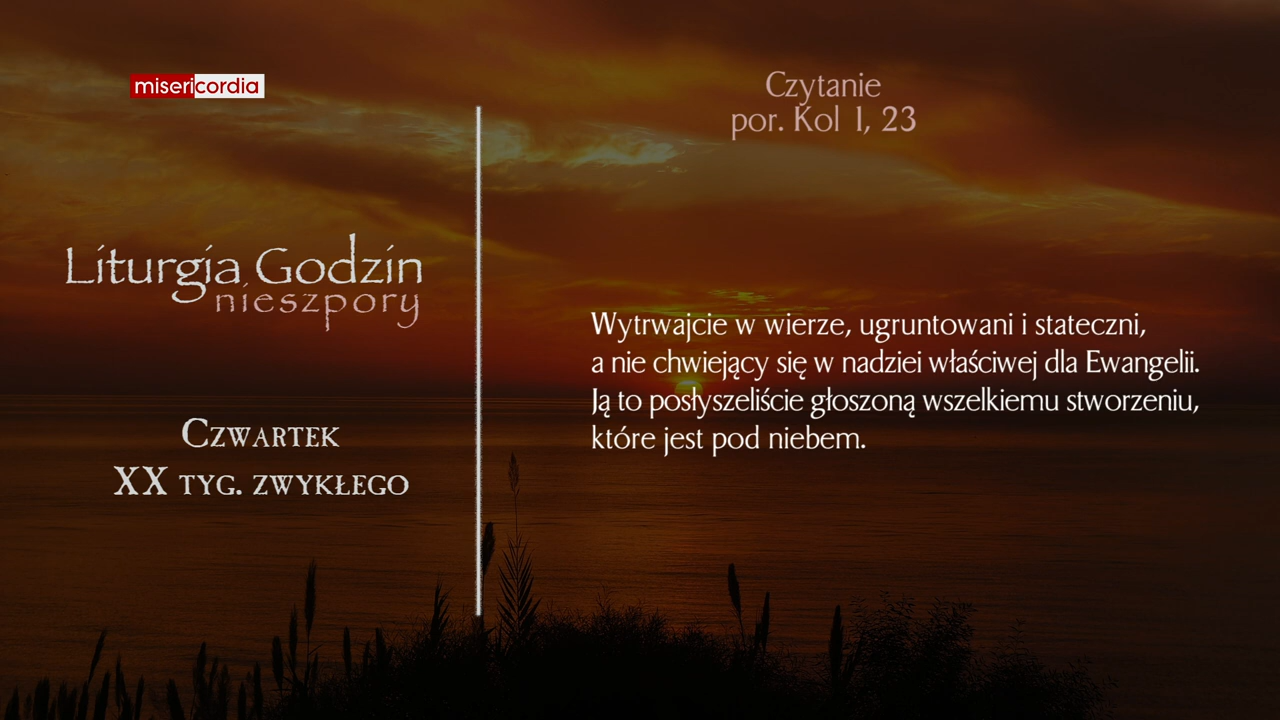 misericordia
Liturgia Godzin
nieszpory
Czwartek
XX tyg. zwykłego
Czytanie
por. Kol 1, 23
Wytrwajcie w wierze, ugruntowani i stateczni,
a nie chwiejący się w nadziei właściwej dla Ewangelii.
Ją to posłyszeliście głoszoną wszelkiemu stworzeniu,
które jest pod niebem.